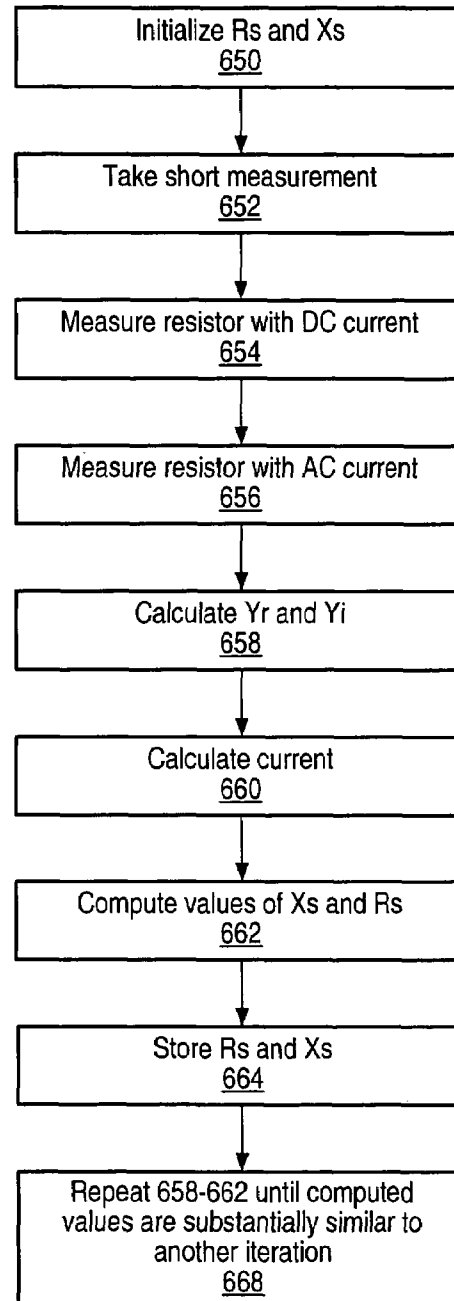 Initialize Rs and Xs
650
Take short measurement
652
Measure resistor with DC current
654
Measure resistor with AC current
656
Calculate Yr and Yi
658
Calculate current
660
Compute values of Xs and Rs
662
Store Rs and Xs
664
Repeat 658-662 until computed
values are substantially similar to
another iteration
668